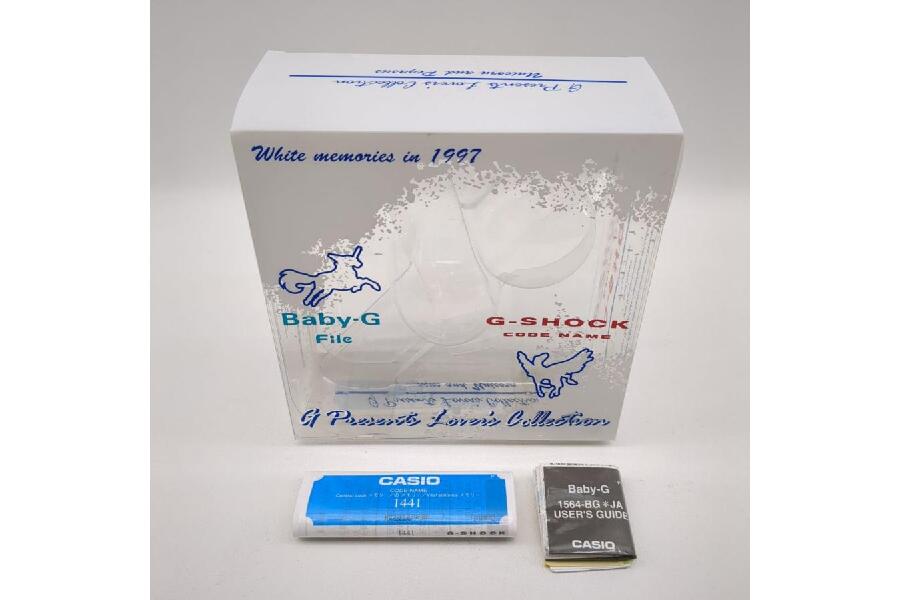 G Presents Lover's Collection
Unicorn and Pegasus
White memories in 1997
Baby-G
File
G-SHOCK
CODE NAME
G Presents Lover's Collection
CASIO
CODE NAME
1441
G-SHOCK
Baby-G
1564-BG*JA
USER'S GUIDE
CASIO